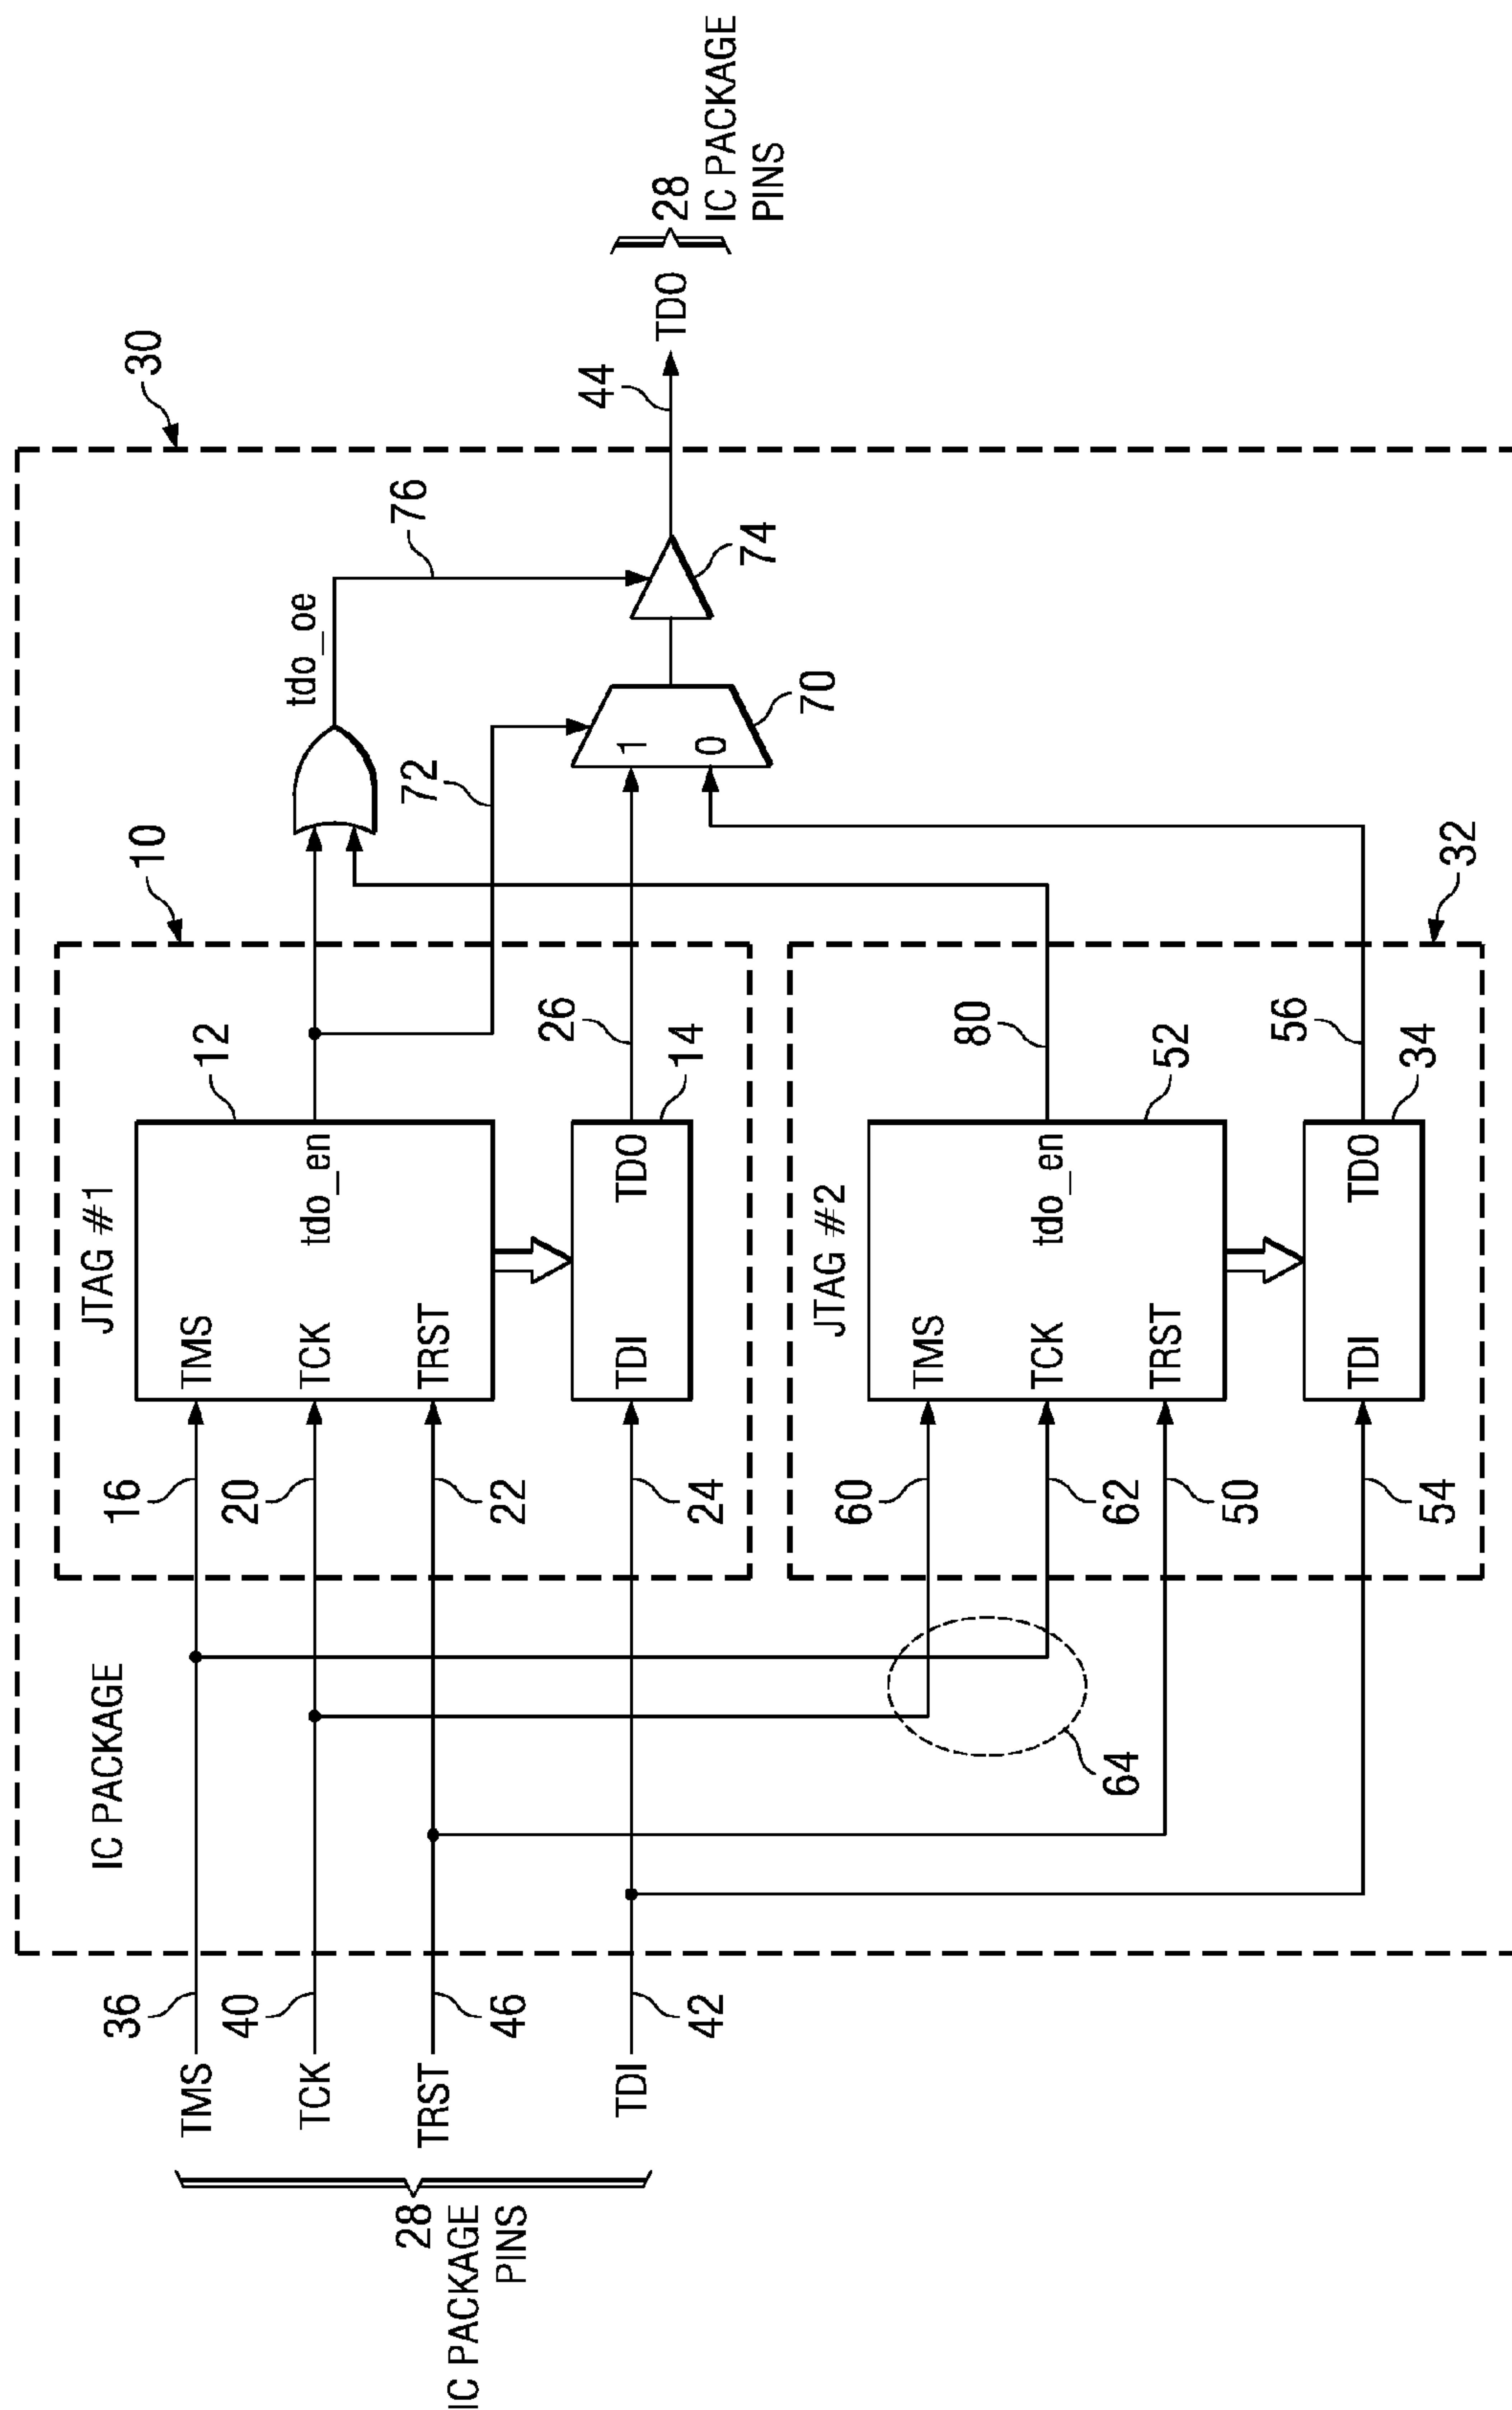 30
IC PACKAGE
10
JTAG #1
12
tdo_oe
76
36
16
TMS
TMS
40
20
TCK
TCK
tdo_en
72
46
22
TRST
TRST
26
1
44
42
24
TDI
TDI
TDO
14
0
70
74
TDO
28
IC PACKAGE
PINS
28
IC PACKAGE
PINS
32
JTAG #2
60
TMS
80
64
62
TCK
tdo_en
50
TRST
52
56
54
TDI
TDO
34